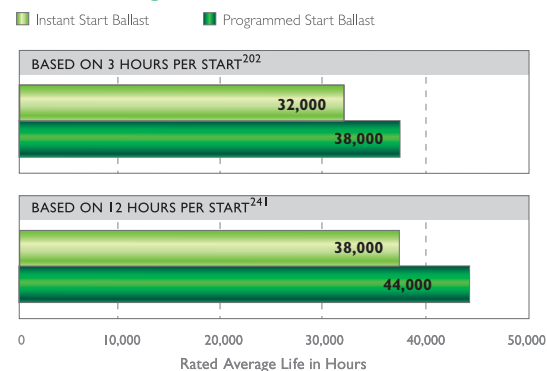 Instant Start Ballast Programmed Start Ballast
BASED ON 3 HOURS PER START202
32,000
38,000
BASED ON 12 HOURS PER START241
38,000
44,000
0 10,000 20,000 30,000 40,000 50,000
Rated Average Life in Hours